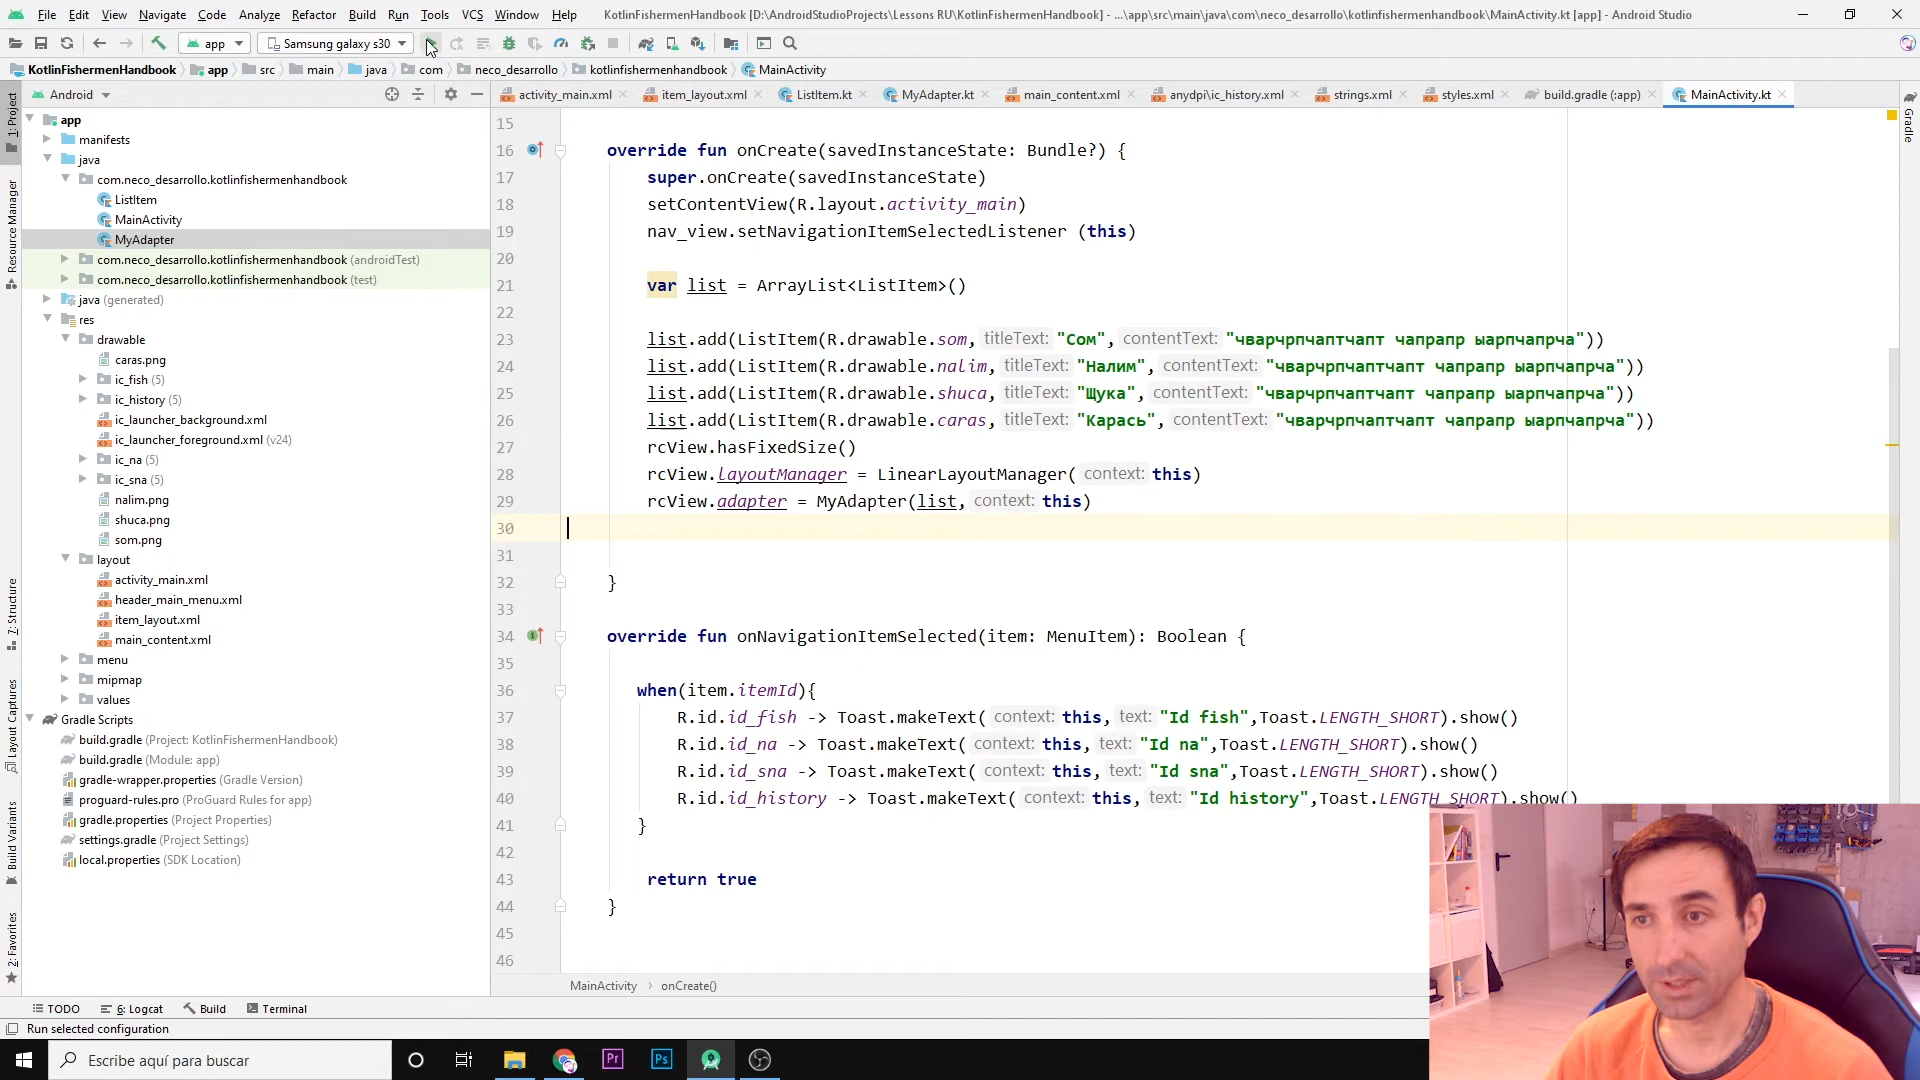 File Edit View Navigate Code Analyze Refactor Build Run Tools VCS Window Help KotlinFishermenHandbook [D:\AndroidStudioProjects\Lessons RU\KotlinFishermenHandbook] - ...\app\src\main\java\com\neco_desarrollo\kotlinfishermenhandbook\MainActivity.kt [app] - Android Studio
app Samsung galaxy s30
KotlinFishermenHandbook app src main java com neco_desarrollo kotlinfishermenhandbook MainActivity
Android
activity_main.xml item_layout.xml ListItem.kt MyAdapter.kt main_content.xml anydpi\ic_history.xml strings.xml styles.xml build.gradle (:app) MainActivity.kt
1: Project
Resource Manager
7: Structure
Layout Captures
Build Variants
2: Favorites
Gradle
app
manifests
java
com.neco_desarrollo.kotlinfishermenhandbook
ListItem
MainActivity
MyAdapter
com.neco_desarrollo.kotlinfishermenhandbook (androidTest)
com.neco_desarrollo.kotlinfishermenhandbook (test)
java (generated)
res
drawable
caras.png
ic_fish (5)
ic_history (5)
ic_launcher_background.xml
ic_launcher_foreground.xml (v24)
ic_na (5)
ic_sna (5)
nalim.png
shuca.png
som.png
layout
activity_main.xml
header_main_menu.xml
item_layout.xml
main_content.xml
menu
mipmap
values
Gradle Scripts
build.gradle (Project: KotlinFishermenHandbook)
build.gradle (Module: app)
gradle-wrapper.properties (Gradle Version)
proguard-rules.pro (ProGuard Rules for app)
gradle.properties (Project Properties)
settings.gradle (Project Settings)
local.properties (SDK Location)
15
16 override fun onCreate(savedInstanceState: Bundle?) {
17 super.onCreate(savedInstanceState)
18 setContentView(R.layout.activity_main)
19 nav_view.setNavigationItemSelectedListener (this)
20
21 var list = ArrayList<ListItem>()
22
23 list.add(ListItem(R.drawable.som, titleText: "Сом", contentText: "чварчрпчаптчапт чапрапр ыарпчапрча"))
24 list.add(ListItem(R.drawable.nalim, titleText: "Налим", contentText: "чварчрпчаптчапт чапрапр ыарпчапрча"))
25 list.add(ListItem(R.drawable.shuca, titleText: "Щука", contentText: "чварчрпчаптчапт чапрапр ыарпчапрча"))
26 list.add(ListItem(R.drawable.caras, titleText: "Карась", contentText: "чварчрпчаптчапт чапрапр ыарпчапрча"))
27 rcView.hasFixedSize()
28 rcView.layoutManager = LinearLayoutManager( context: this)
29 rcView.adapter = MyAdapter(list, context: this)
30
31
32 }
33
34 override fun onNavigationItemSelected(item: MenuItem): Boolean {
35
36 when(item.itemId){
37 R.id.id_fish -> Toast.makeText( context: this, text: "Id fish",Toast.LENGTH_SHORT).show()
38 R.id.id_na -> Toast.makeText( context: this, text: "Id na",Toast.LENGTH_SHORT).show()
39 R.id.id_sna -> Toast.makeText( context: this, text: "Id sna",Toast.LENGTH_SHORT).show()
40 R.id.id_history -> Toast.makeText( context: this, text: "Id history",Toast.LENGTH_SHORT).show()
41 }
42
43 return true
44 }
45
46
MainActivity › onCreate()
TODO 6: Logcat Build Terminal
Run selected configuration
Escribe aquí para buscar Pr Ps